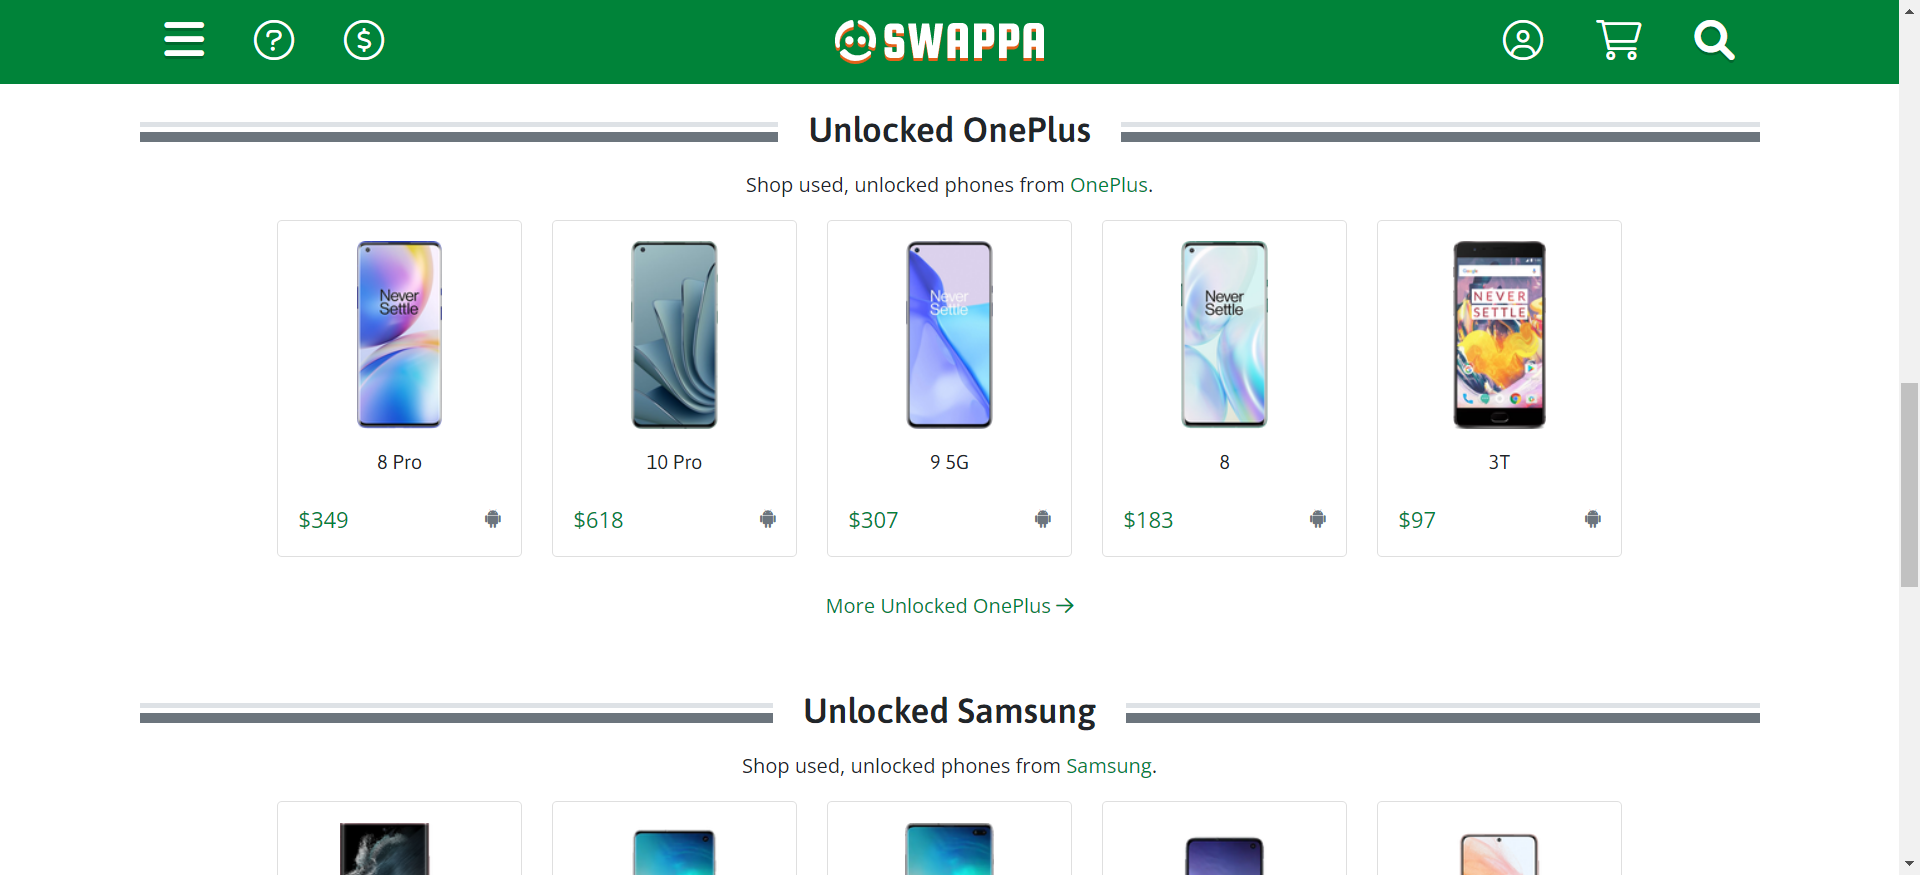 SWAPPA
Unlocked OnePlus
Shop used, unlocked phones from OnePlus.
Never
Settle
Never
Settle
Never
Settle
Google
NEVER
SETTLE
8 Pro
10 Pro
9 5G
8
3T
$349
$618
$307
$183
$97
More Unlocked OnePlus →
Unlocked Samsung
Shop used, unlocked phones from Samsung.